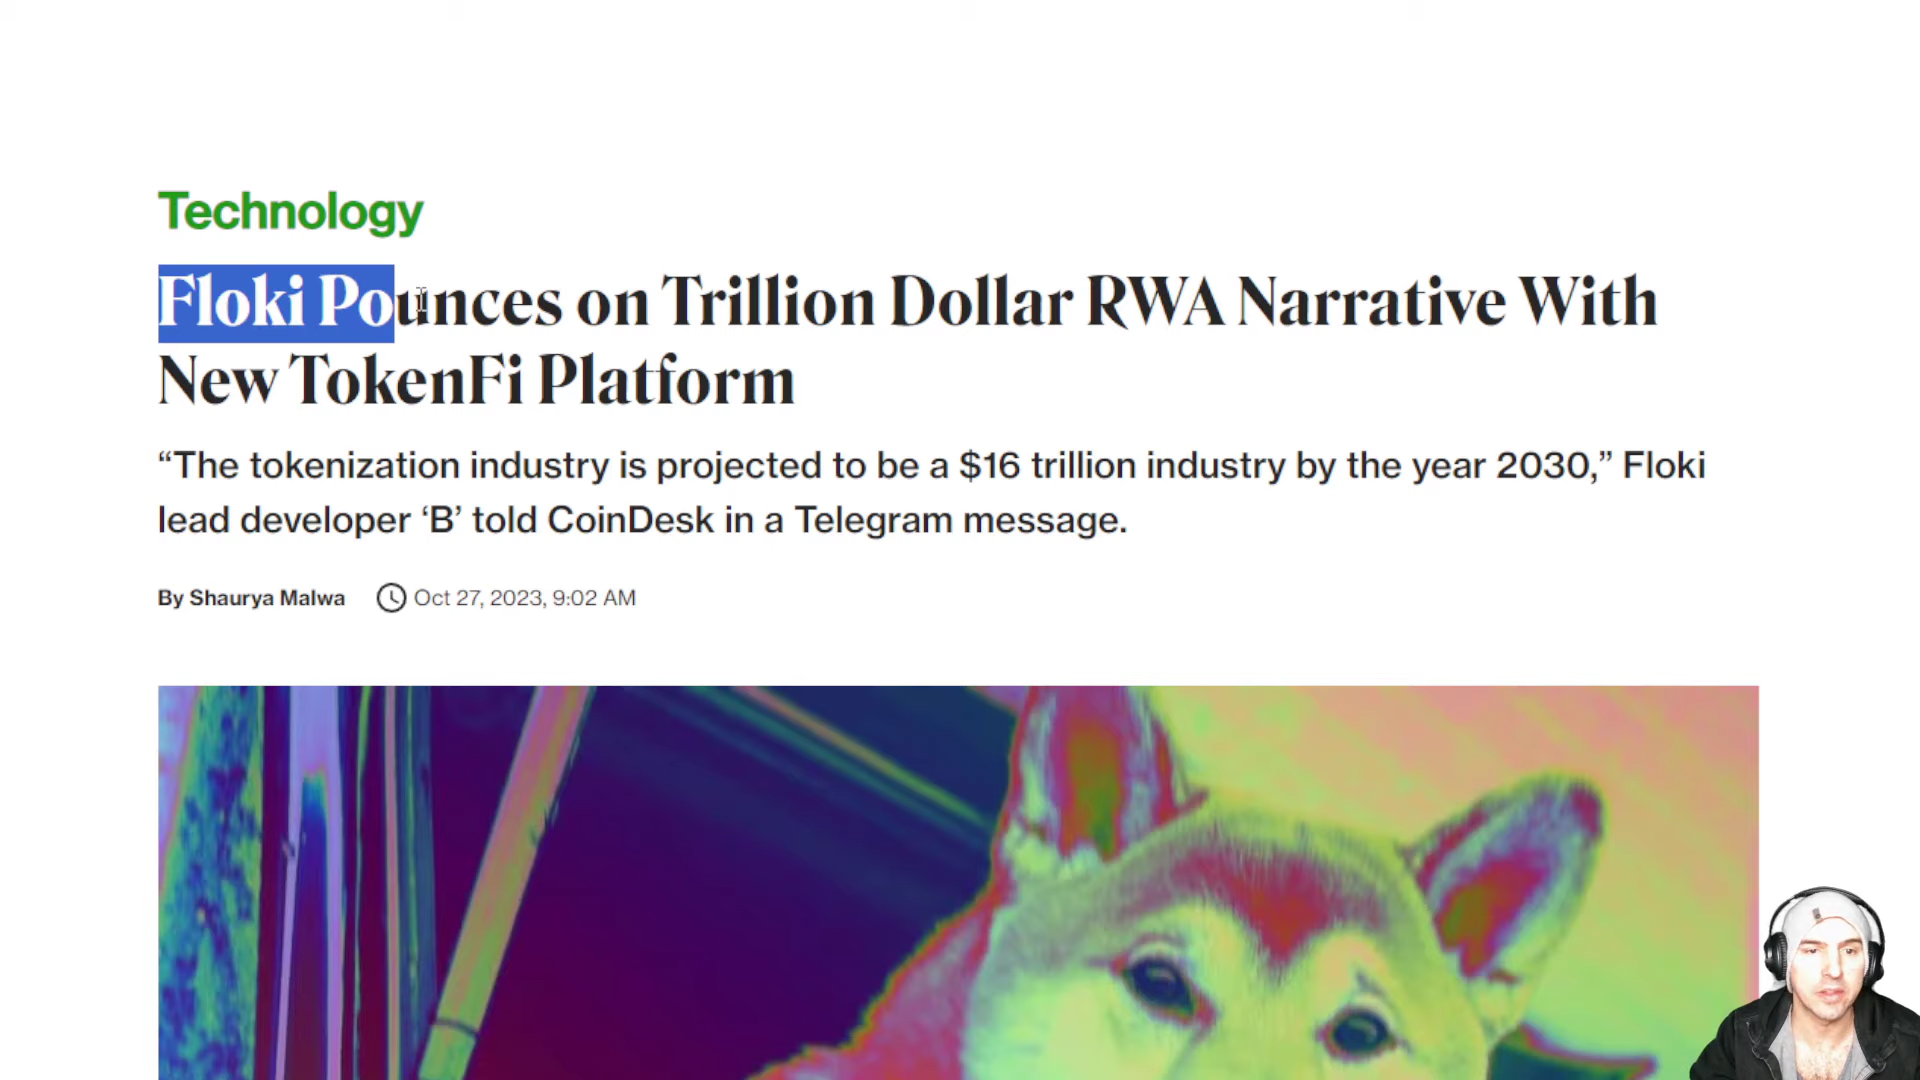 Technology
Floki Pounces on Trillion Dollar RWA Narrative With
New TokenFi Platform
“The tokenization industry is projected to be a $16 trillion industry by the year 2030,” Floki
lead developer ‘B’ told CoinDesk in a Telegram message.
By Shaurya Malwa Oct 27, 2023, 9:02 AM